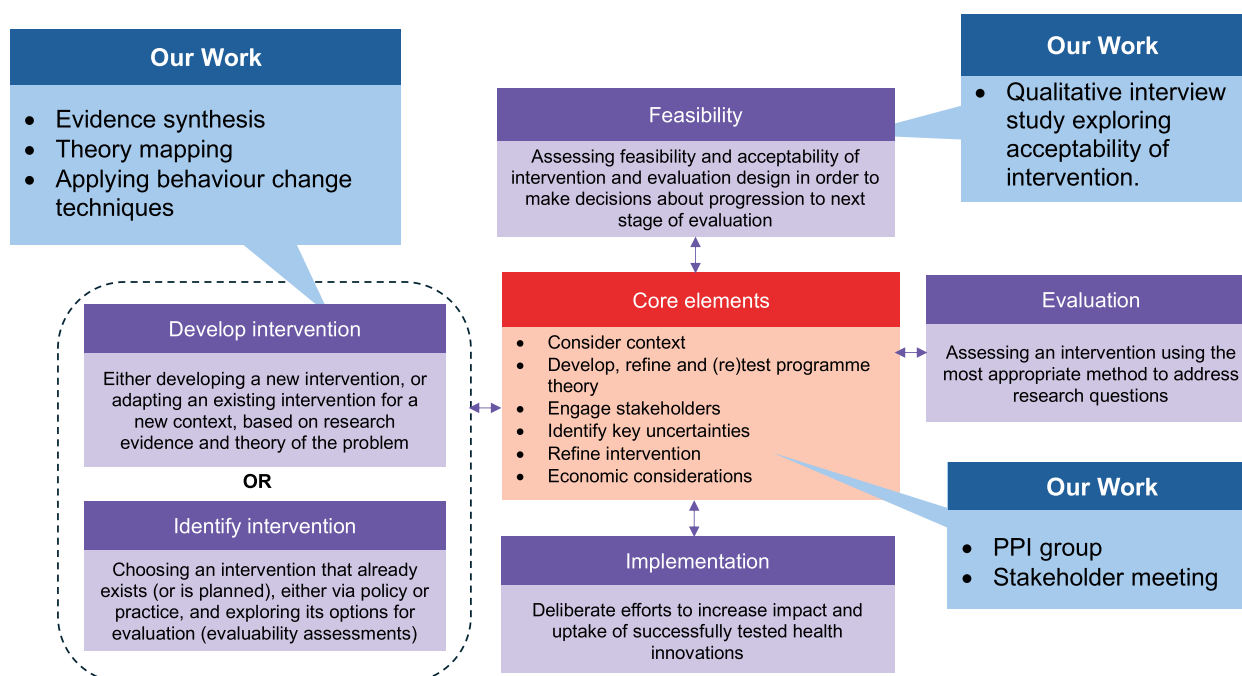 Our Work
• Evidence synthesis
• Theory mapping
• Applying behaviour change
techniques
Our Work
• Qualitative interview
study exploring
acceptability of
intervention.
Feasibility
Assessing feasibility and acceptability of
intervention and evaluation design in order to
make decisions about progression to next
stage of evaluation
Develop intervention
Either developing a new intervention, or
adapting an existing intervention for a
new context, based on research
evidence and theory of the problem
OR
Identify intervention
Choosing an intervention that already
exists (or is planned), either via policy or
practice, and exploring its options for
evaluation (evaluability assessments)
Core elements
• Consider context
• Develop, refine and (re)test programme
theory
• Engage stakeholders
• Identify key uncertainties
• Refine intervention
• Economic considerations
Evaluation
Assessing an intervention using the
most appropriate method to address
research questions
Our Work
• PPI group
• Stakeholder meeting
Implementation
Deliberate efforts to increase impact and
uptake of successfully tested health
innovations